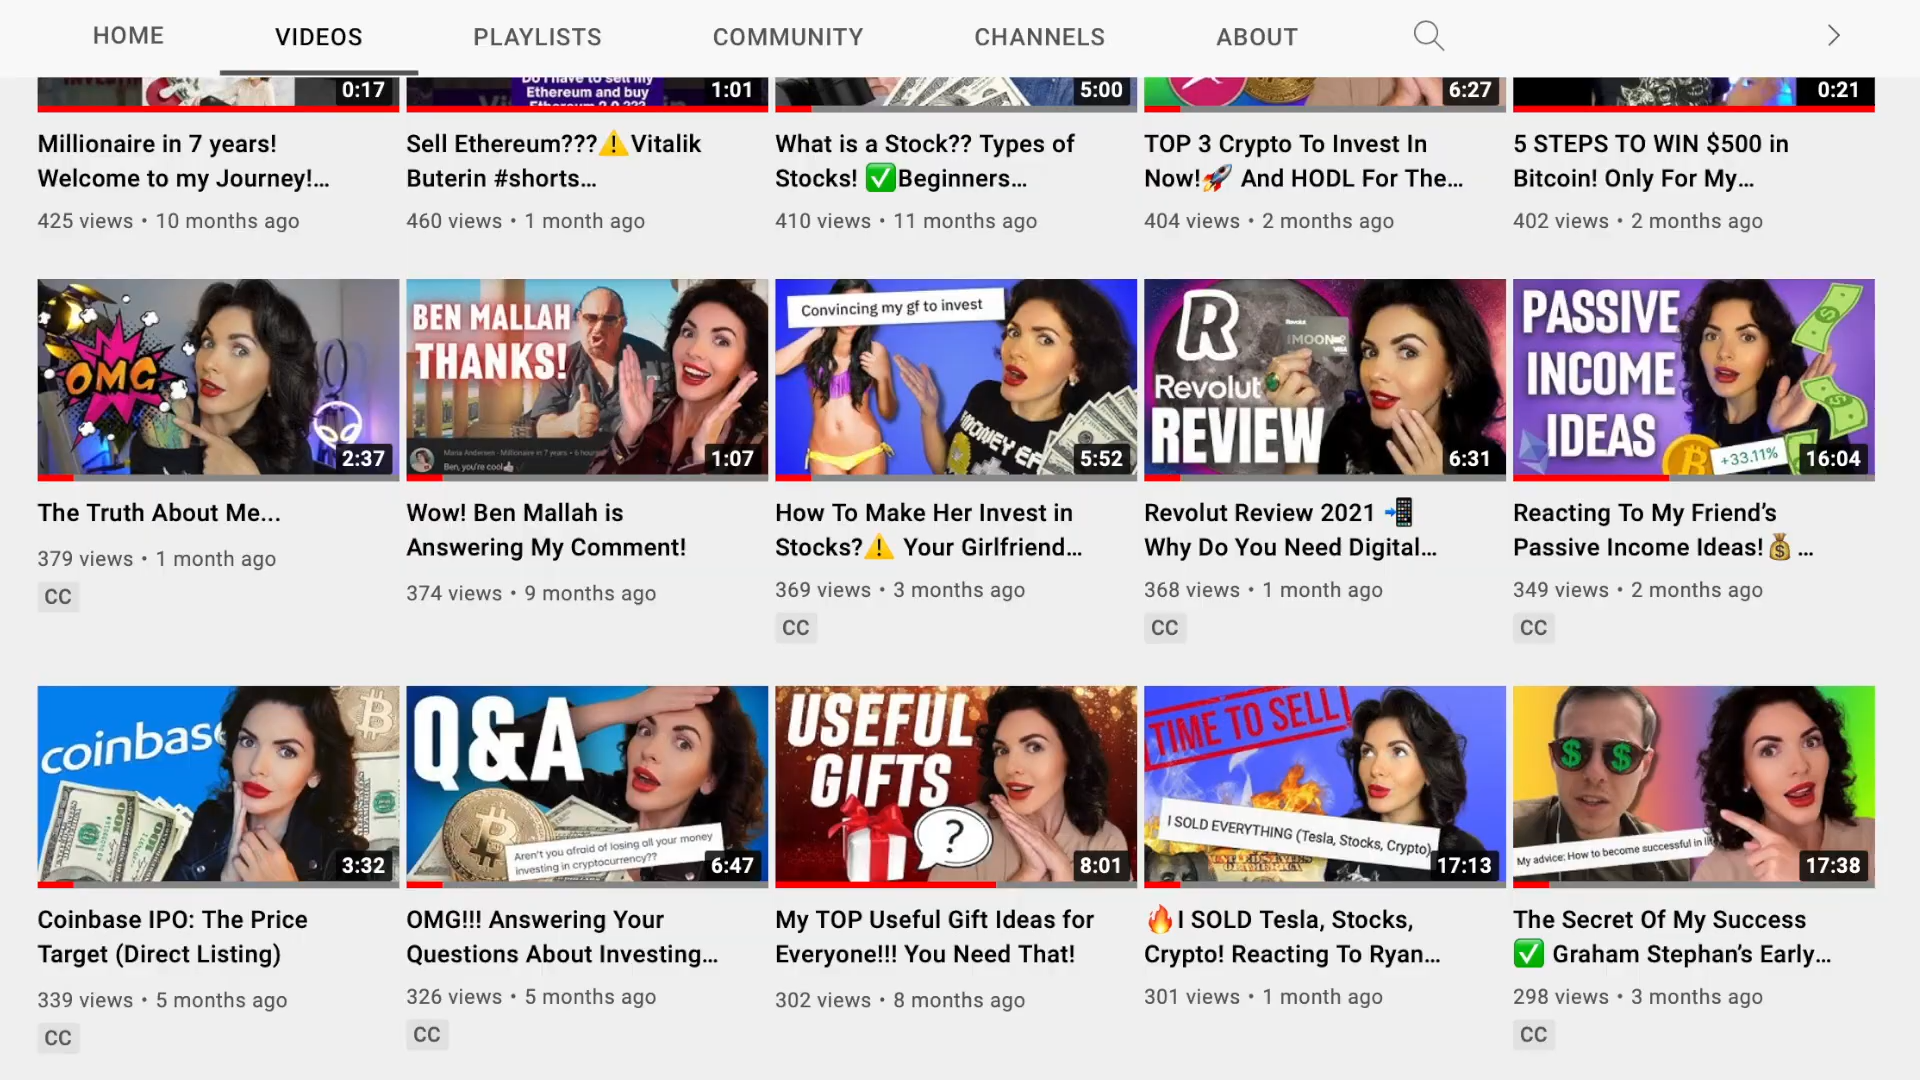 HOME
VIDEOS
PLAYLISTS
COMMUNITY
CHANNELS
ABOUT
0:17
Do I have to sell my
Ethereum and buy
1:01
5:00
6:27
0:21
Millionaire in 7 years!
Welcome to my Journey!...
425 views • 10 months ago
Sell Ethereum???⚠️Vitalik
Buterin #shorts...
460 views • 1 month ago
What is a Stock?? Types of
Stocks! ✅Beginners...
410 views • 11 months ago
TOP 3 Crypto To Invest In
Now!🚀 And HODL For The...
404 views • 2 months ago
5 STEPS TO WIN $500 in
Bitcoin! Only For My...
402 views • 2 months ago
OMG
2:37
BEN MALLAH
THANKS!
Ben, you're cool👍
1:07
Convincing my gf to invest
5:52
R
Revolut
REVIEW
6:31
PASSIVE
INCOME
IDEAS
+33.11%
16:04
The Truth About Me...
379 views • 1 month ago
CC
Wow! Ben Mallah is
Answering My Comment!
374 views • 9 months ago
How To Make Her Invest in
Stocks?⚠️ Your Girlfriend...
369 views • 3 months ago
CC
Revolut Review 2021 📲
Why Do You Need Digital...
368 views • 1 month ago
CC
Reacting To My Friend’s
Passive Income Ideas!💰 ...
349 views • 2 months ago
CC
coinbase
3:32
Q&A
Aren't you afraid of losing all your money
investing in cryptocurrency??
6:47
USEFUL
GIFTS
?
8:01
TIME TO SELL!
I SOLD EVERYTHING (Tesla, Stocks, Crypto)
17:13
$ $
My advice: How to become successful in
17:38
Coinbase IPO: The Price
Target (Direct Listing)
339 views • 5 months ago
CC
OMG!!! Answering Your
Questions About Investing...
326 views • 5 months ago
CC
My TOP Useful Gift Ideas for
Everyone!!! You Need That!
302 views • 8 months ago
🔥I SOLD Tesla, Stocks,
Crypto! Reacting To Ryan...
301 views • 1 month ago
The Secret Of My Success
✅ Graham Stephan’s Early...
298 views • 3 months ago
CC